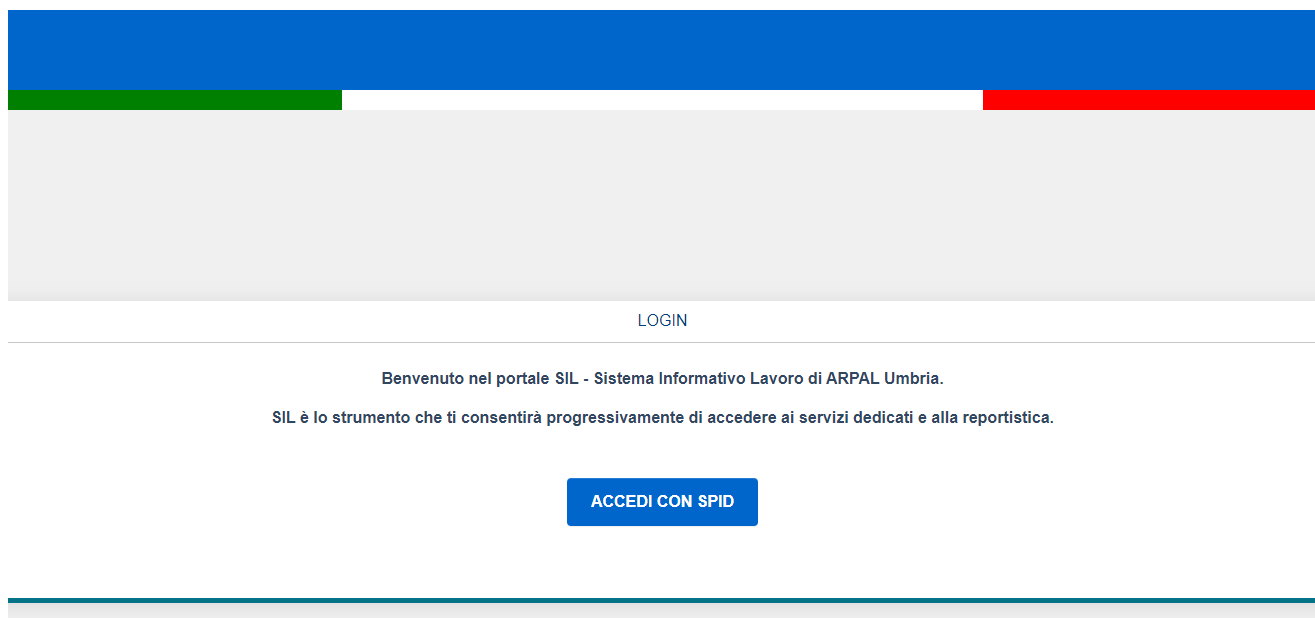 LOGIN
Benvenuto nel portale SIL - Sistema Informativo Lavoro di ARPAL Umbria.
SIL è lo strumento che ti consentirà progressivamente di accedere ai servizi dedicati e alla reportistica.
ACCEDI CON SPID